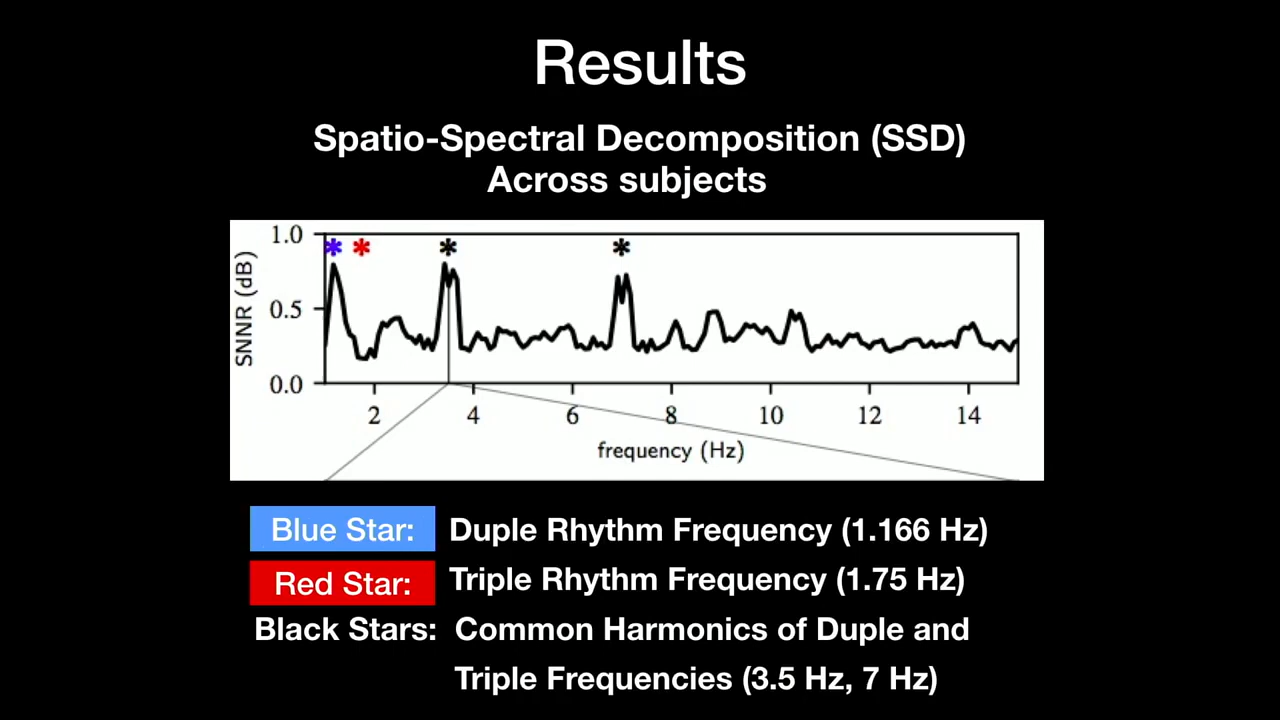 Results
Spatio-Spectral Decomposition (SSD)
Across subjects
1.0
0.5
0.0
SNNR (dB)
* * * *
2 4 6 8 10 12 14
frequency (Hz)
Blue Star: Duple Rhythm Frequency (1.166 Hz)
Red Star: Triple Rhythm Frequency (1.75 Hz)
Black Stars: Common Harmonics of Duple and
Triple Frequencies (3.5 Hz, 7 Hz)